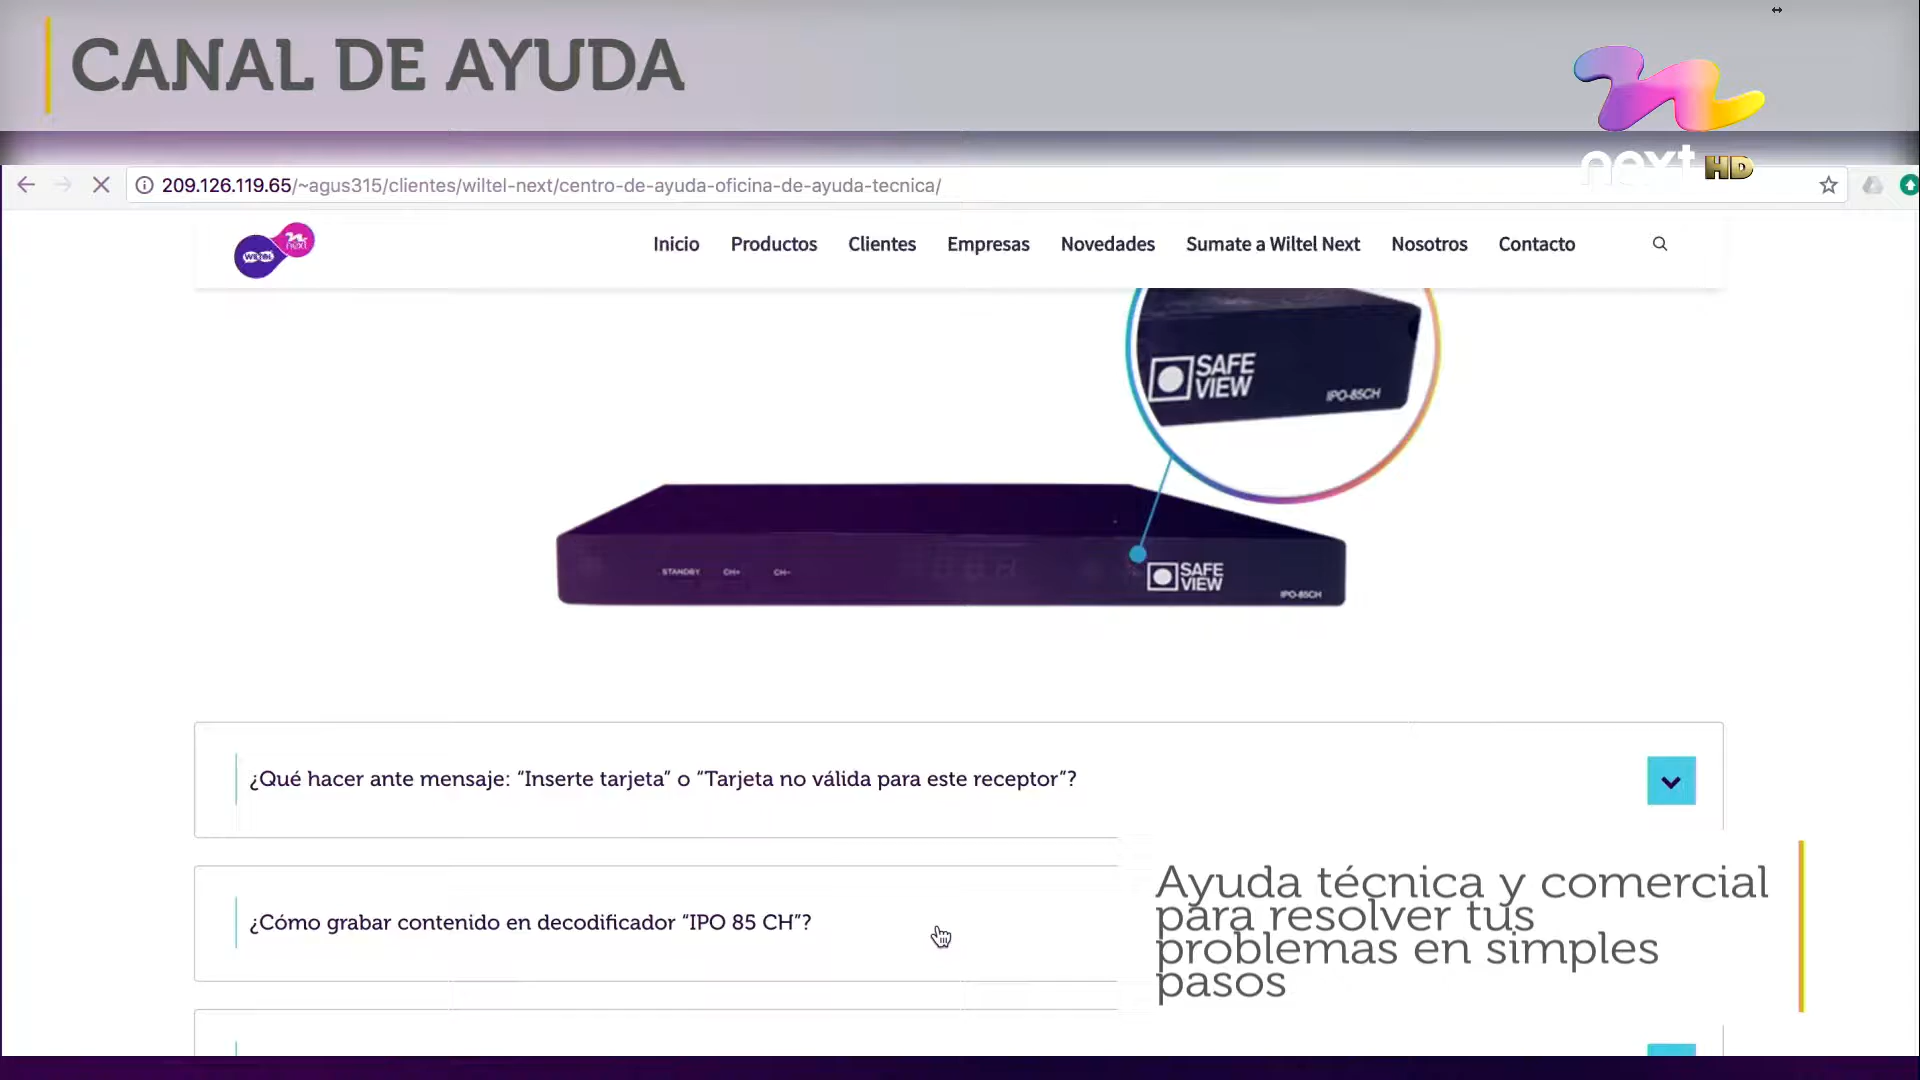 CANAL DE AYUDA
next HD
209.126.119.65/~agus315/clientes/wiltel-next/centro-de-ayuda-oficina-de-ayuda-tecnica/
WILTEL next
Inicio Productos Clientes Empresas Novedades Sumate a Wiltel Next Nosotros Contacto
SAFE
VIEW
IPO-85CH
STANDBY CH+ CH-
SAFE
VIEW
IPO-85CH
¿Qué hacer ante mensaje: “Inserte tarjeta” o “Tarjeta no válida para este receptor”?
¿Cómo grabar contenido en decodificador “IPO 85 CH”?
Ayuda técnica y comercial
para resolver tus
problemas en simples
pasos